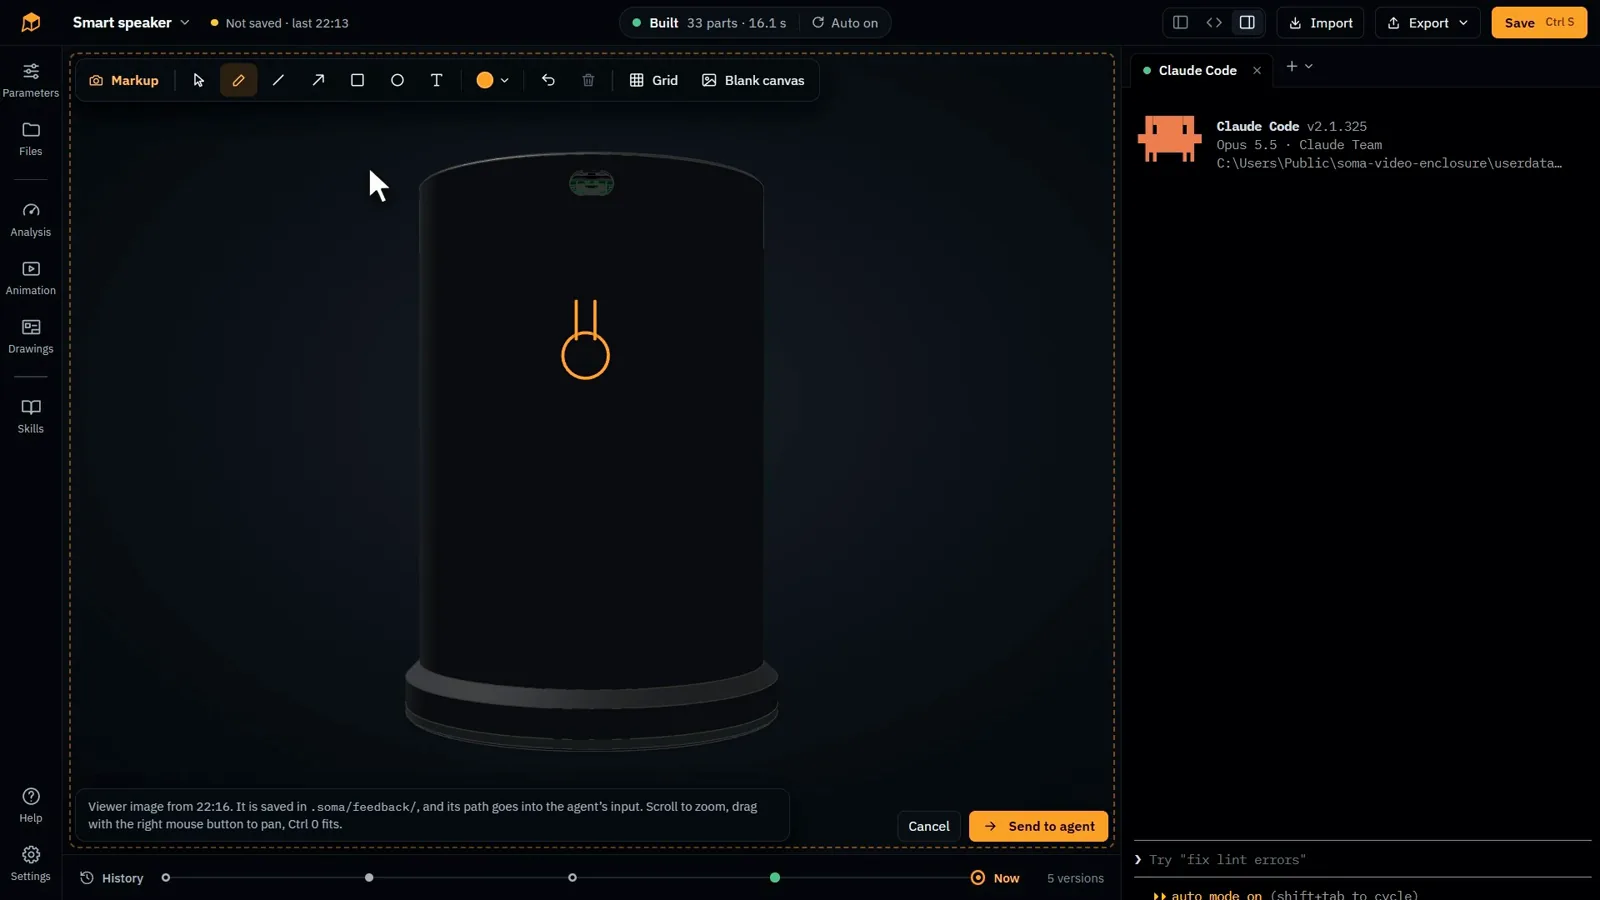 Smart speaker
Not saved · last 22:13
Built 33 parts · 16.1 s
Auto on
Import
Export
Save Ctrl S
Parameters
Files
Analysis
Animation
Drawings
Skills
Help
Settings
Markup
T
Grid
Blank canvas
Viewer image from 22:16. It is saved in .soma/feedback/, and its path goes into the agent’s input. Scroll to zoom, drag
with the right mouse button to pan, Ctrl 0 fits.
Cancel
Send to agent
History
Now
5 versions
Claude Code
Claude Code v2.1.325
Opus 5.5 · Claude Team
C:\Users\Public\soma-video-enclosure\userdata…
❯ Try "fix lint errors"
auto mode on (shift+tab to cycle)